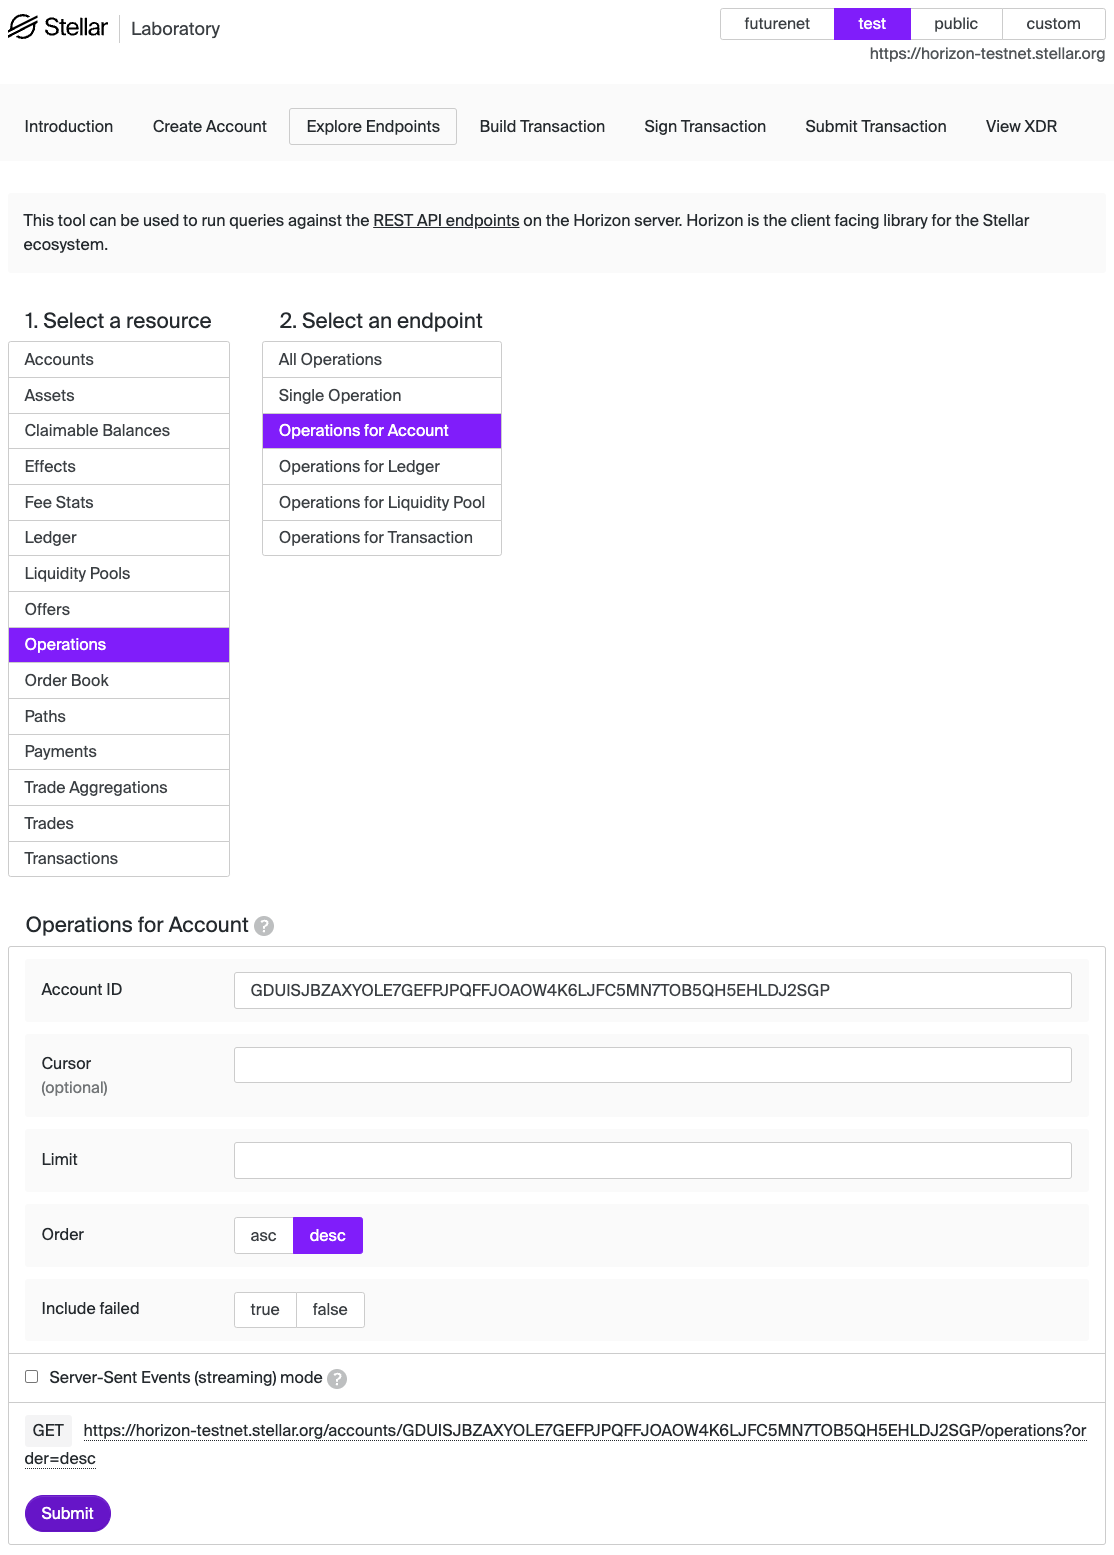 Stellar Laboratory
futurenet test public custom
https://horizon-testnet.stellar.org
Introduction Create Account Explore Endpoints Build Transaction Sign Transaction Submit Transaction View XDR
This tool can be used to run queries against the REST API endpoints on the Horizon server. Horizon is the client facing library for the Stellar
ecosystem.
1. Select a resource
Accounts
Assets
Claimable Balances
Effects
Fee Stats
Ledger
Liquidity Pools
Offers
Operations
Order Book
Paths
Payments
Trade Aggregations
Trades
Transactions
2. Select an endpoint
All Operations
Single Operation
Operations for Account
Operations for Ledger
Operations for Liquidity Pool
Operations for Transaction
Operations for Account ?
Account ID GDUISJBZAXYOLE7GEFPJPQFFJOAOW4K6LJFC5MN7TOB5QH5EHLDJ2SGP
Cursor
(optional)
Limit
Order asc desc
Include failed true false
Server-Sent Events (streaming) mode ?
GET https://horizon-testnet.stellar.org/accounts/GDUISJBZAXYOLE7GEFPJPQFFJOAOW4K6LJFC5MN7TOB5QH5EHLDJ2SGP/operations?or
der=desc
Submit